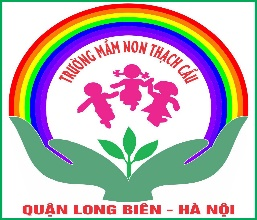 TRƯỜNG MẦM NON THẠCH CẦU
QUẬN LONG BIÊN - HÀ NỘI